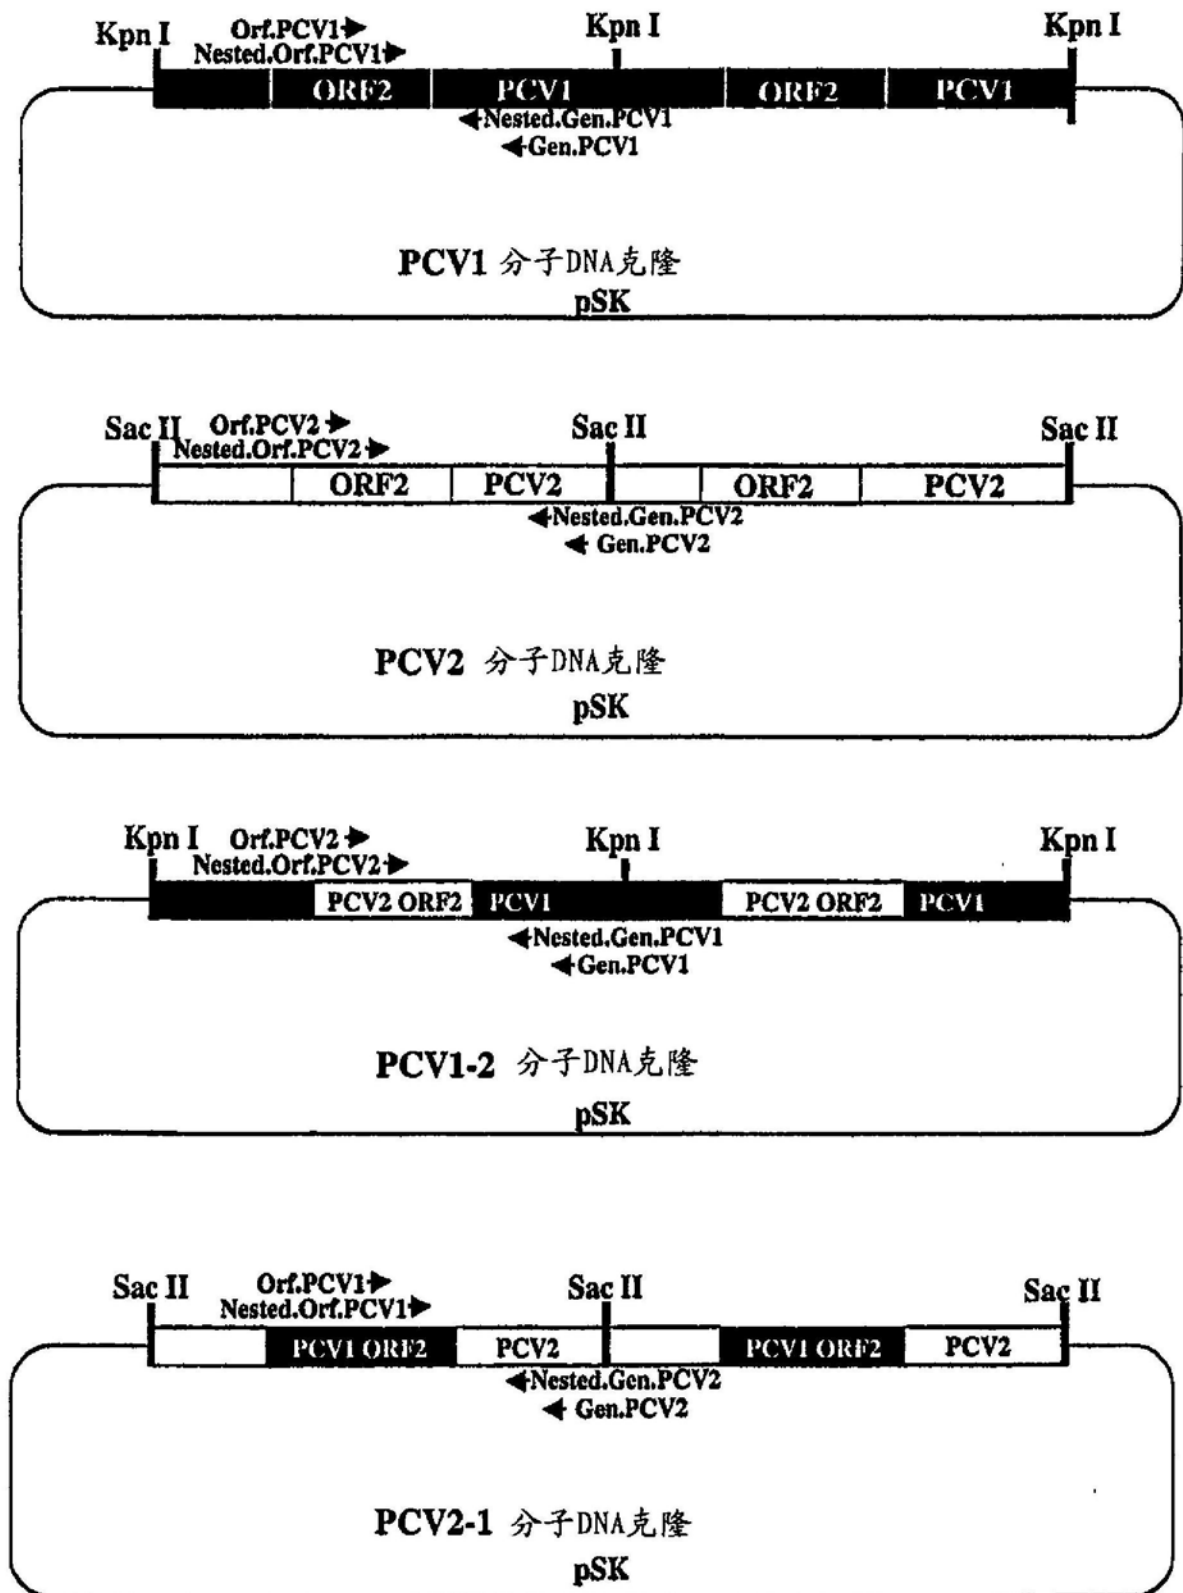 Kpn I
Orf.PCV1
Nested.Orf.PCV1
Kpn I
Kpn I
ORF2
PCV1
ORF2
PCV1
Nested.Gen.PCV1
Gen.PCV1
PCV1 分子DNA克隆
pSK
Sac II
Orf.PCV2
Nested.Orf.PCV2
Sac II
Sac II
ORF2
PCV2
ORF2
PCV2
Nested.Gen.PCV2
Gen.PCV2
PCV2 分子DNA克隆
pSK
Kpn I
Orf.PCV2
Nested.Orf.PCV2
Kpn I
Kpn I
PCV2 ORF2
PCV1
PCV2 ORF2
PCV1
Nested.Gen.PCV1
Gen.PCV1
PCV1-2 分子DNA克隆
pSK
Sac II
Orf.PCV1
Nested.Orf.PCV1
Sac II
Sac II
PCV1 ORF2
PCV2
PCV1 ORF2
PCV2
Nested.Gen.PCV2
Gen.PCV2
PCV2-1 分子DNA克隆
pSK